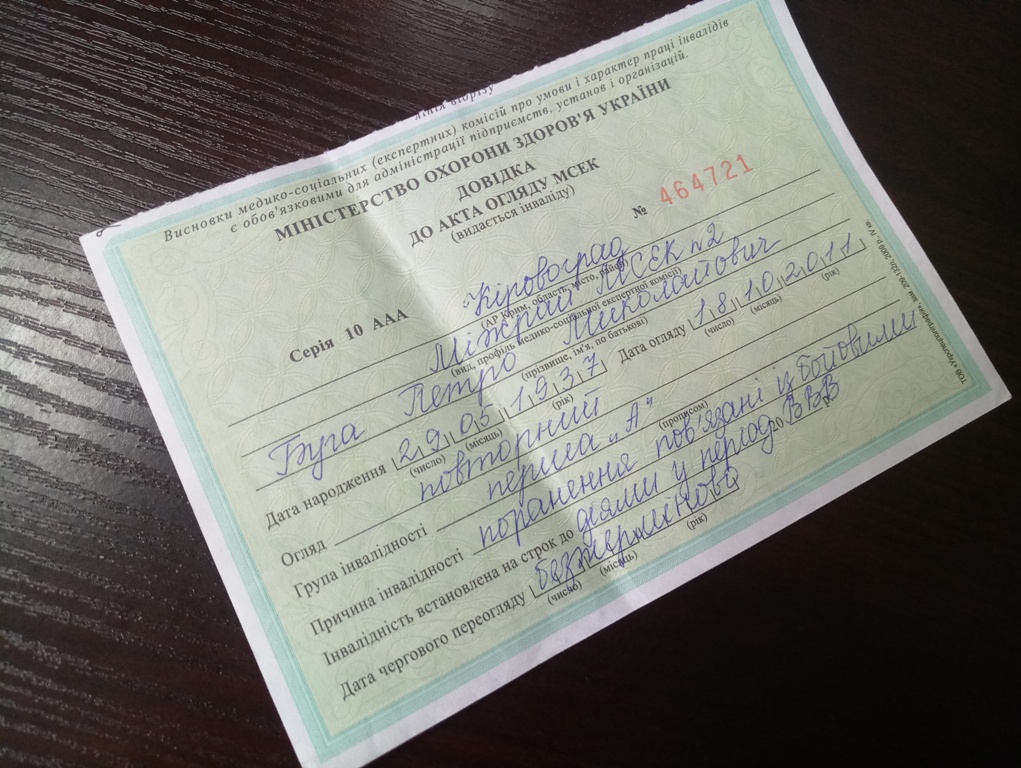 лінія відрізу
Висновки медико-соціальних (експертних) комісій про умови і характер праці інвалідів
є обов'язковими для адміністрації підприємств, установ і організацій.
МІНІСТЕРСТВО ОХОРОНИ ЗДОРОВ'Я УКРАЇНИ
ДОВІДКА
ДО АКТА ОГЛЯДУ МСЕК
(видається інваліду)
Серія 10 ААА № 464721
Кіровоград
(АР Крим, область, місто, район)
Міжрай МСЕК №2
(вид, профіль медико-соціальної експертної комісії)
Буга Петро Миколайович
(прізвище, ім'я, по батькові)
Дата народження 29 05 1937 Дата огляду 18 10 2011
(число) (місяць) (рік) (число) (місяць) (рік)
Огляд повторний
Група інвалідності перша „А"
(прописом)
Причина інвалідності поранення пов'язані із бойовими
Інвалідність встановлена на строк до діями у період ВВВ
Дата чергового переогляду безтерміново
(число) (місяць) (рік)